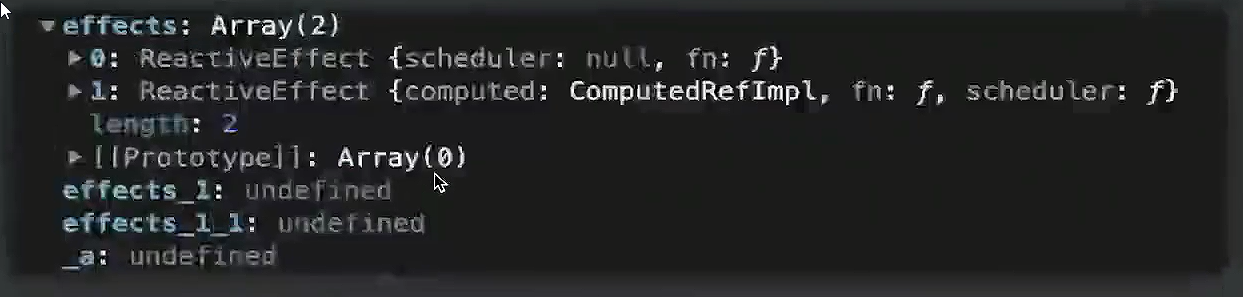 ▼effects: Array(2)
▶0: ReactiveEffect {scheduler: null, fn: ƒ}
▶1: ReactiveEffect {computed: ComputedRefImpl, fn: ƒ, scheduler: ƒ}
length: 2
▶[[Prototype]]: Array(0)
effects_1: undefined
effects_1_1: undefined
_a: undefined